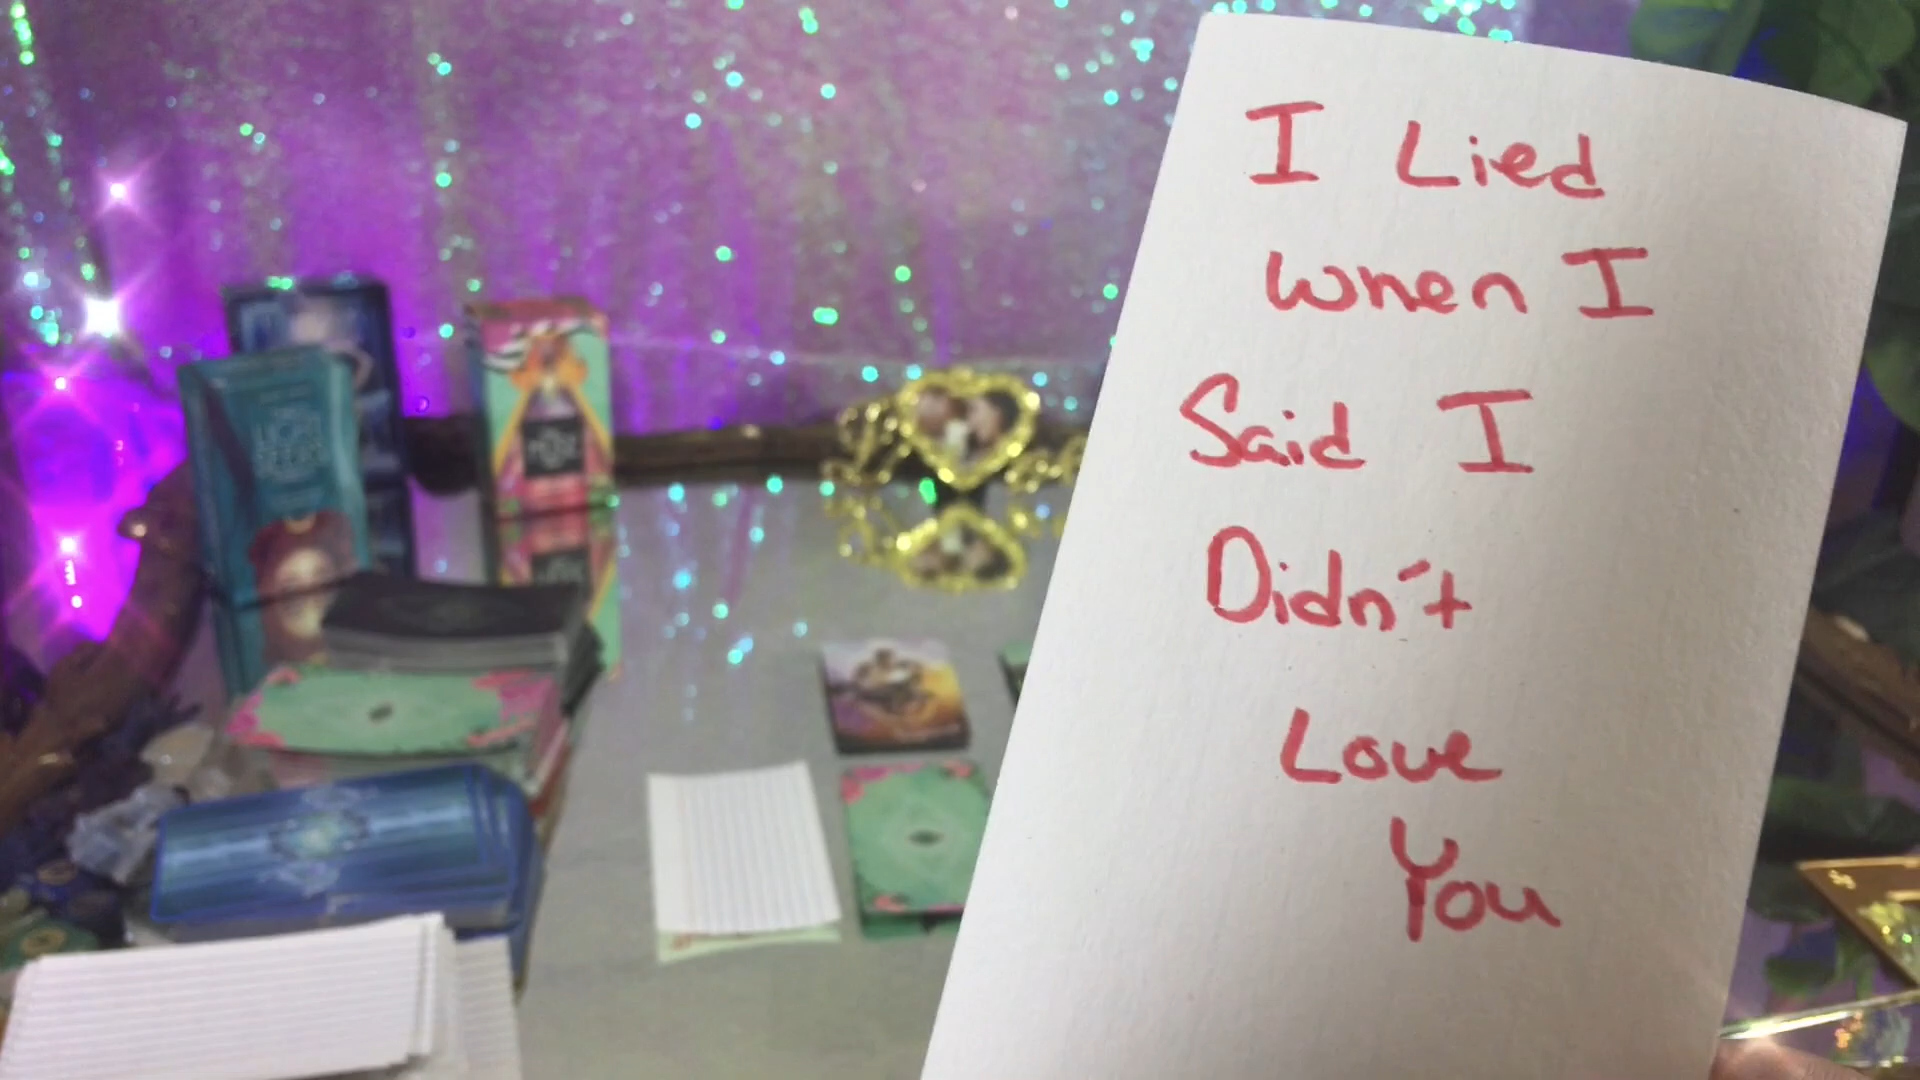 I Lied
when I
Said I
Didn't
Love
You